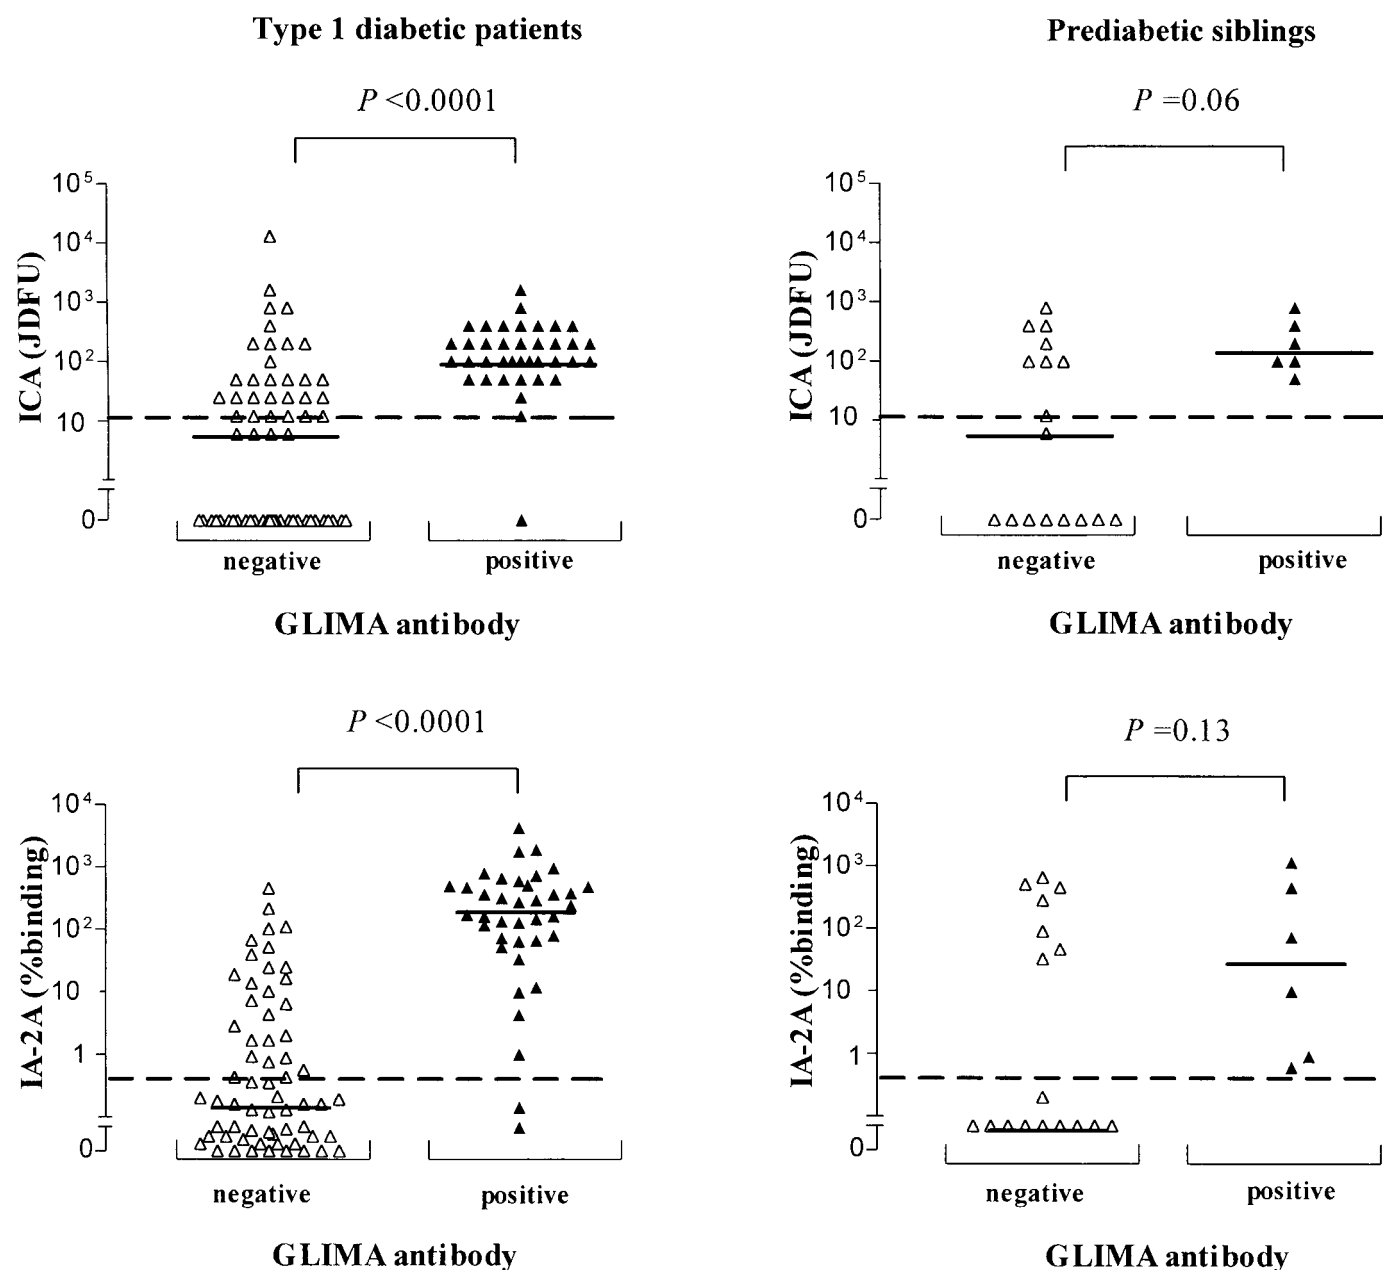 Type 1 diabetic patients
P <0.0001
ICA (JDFU)
10⁵
10⁴
10³
10²
10
0
negative
positive
GLIMA antibody
Prediabetic siblings
P =0.06
ICA (JDFU)
10⁵
10⁴
10³
10²
10
0
negative
positive
GLIMA antibody
P <0.0001
IA-2A (%binding)
10⁴
10³
10²
10
1
0
negative
positive
GLIMA antibody
P =0.13
IA-2A (%binding)
10⁴
10³
10²
10
1
0
negative
positive
GLIMA antibody